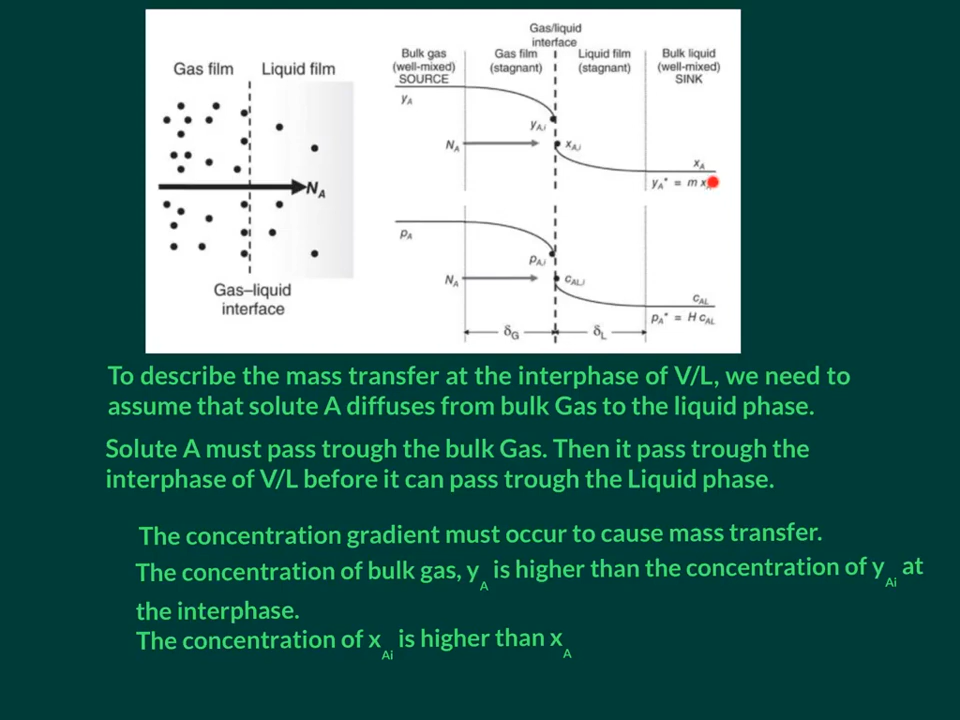 Gas film
Liquid film
N_A
Gas–liquid
interface
Gas/liquid
interface
Bulk gas
(well-mixed)
SOURCE
Gas film
(stagnant)
Liquid film
(stagnant)
Bulk liquid
(well-mixed)
SINK
y_A
y_A,i
N_A
x_A,i
x_A
y_A* = m x
p_A
p_A,i
N_A
c_AL,i
c_AL
p_A* = H c_AL
δ_G
δ_L
To describe the mass transfer at the interphase of V/L, we need to
assume that solute A diffuses from bulk Gas to the liquid phase.
Solute A must pass trough the bulk Gas. Then it pass trough the
interphase of V/L before it can pass trough the Liquid phase.
The concentration gradient must occur to cause mass transfer.
The concentration of bulk gas, y_A is higher than the concentration of y_Ai at
the interphase.
The concentration of x_Ai is higher than x_A